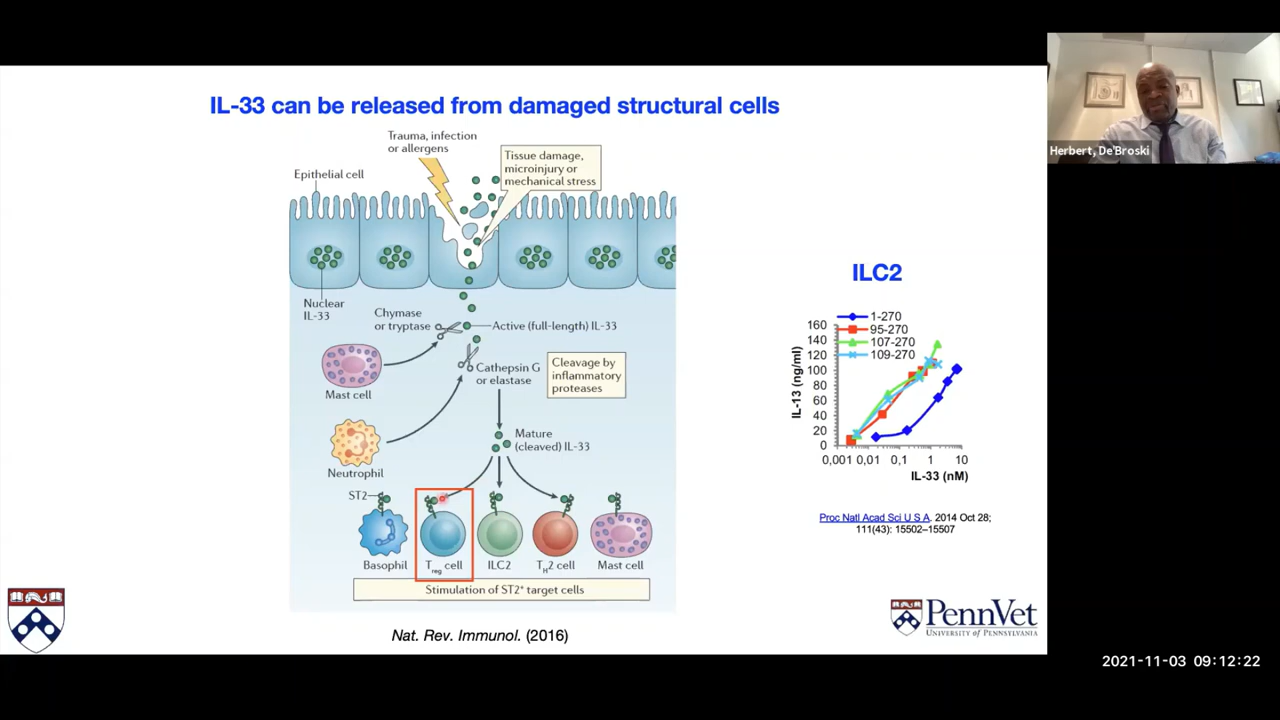 IL-33 can be released from damaged structural cells
Trauma, infection
or allergens
Tissue damage,
microinjury or
mechanical stress
Epithelial cell
Nuclear
IL-33
Chymase
or tryptase
Active (full-length) IL-33
Mast cell
Cathepsin G
or elastase
Cleavage by
inflammatory
proteases
Neutrophil
Mature
(cleaved) IL-33
ST2
Basophil
Treg cell
ILC2
TH2 cell
Mast cell
Stimulation of ST2+ target cells
Nat. Rev. Immunol. (2016)
ILC2
1-270
95-270
107-270
109-270
IL-13 (ng/ml)
160
140
120
100
80
60
40
20
0
0,001 0,01 0,1 1 10
IL-33 (nM)
Proc Natl Acad Sci U S A. 2014 Oct 28;
111(43): 15502–15507
PennVet
UNIVERSITY OF PENNSYLVANIA
Herbert, De'Broski
2021-11-03 09:12:22